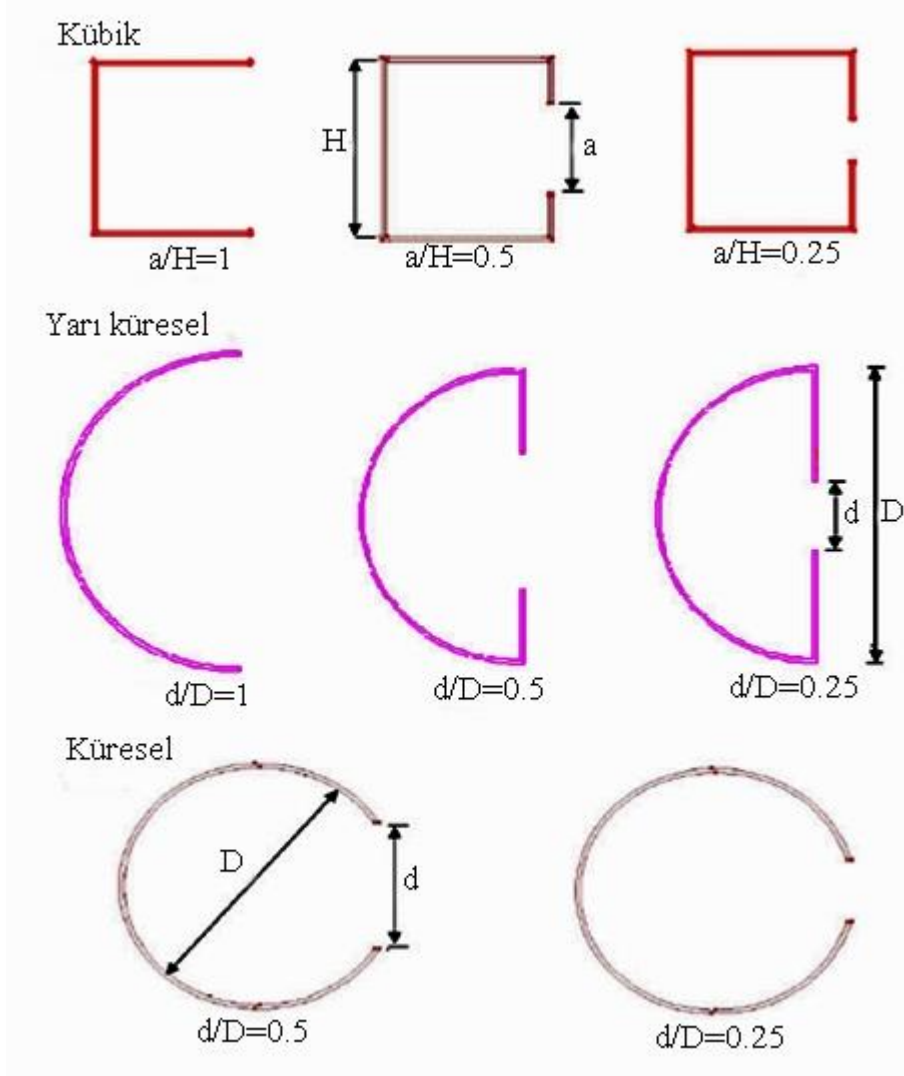 Kübik
H
a
a/H=1
a/H=0.5
a/H=0.25
Yarı küresel
d
D
d/D=1
d/D=0.5
d/D=0.25
Küresel
D
d
d/D=0.5
d/D=0.25